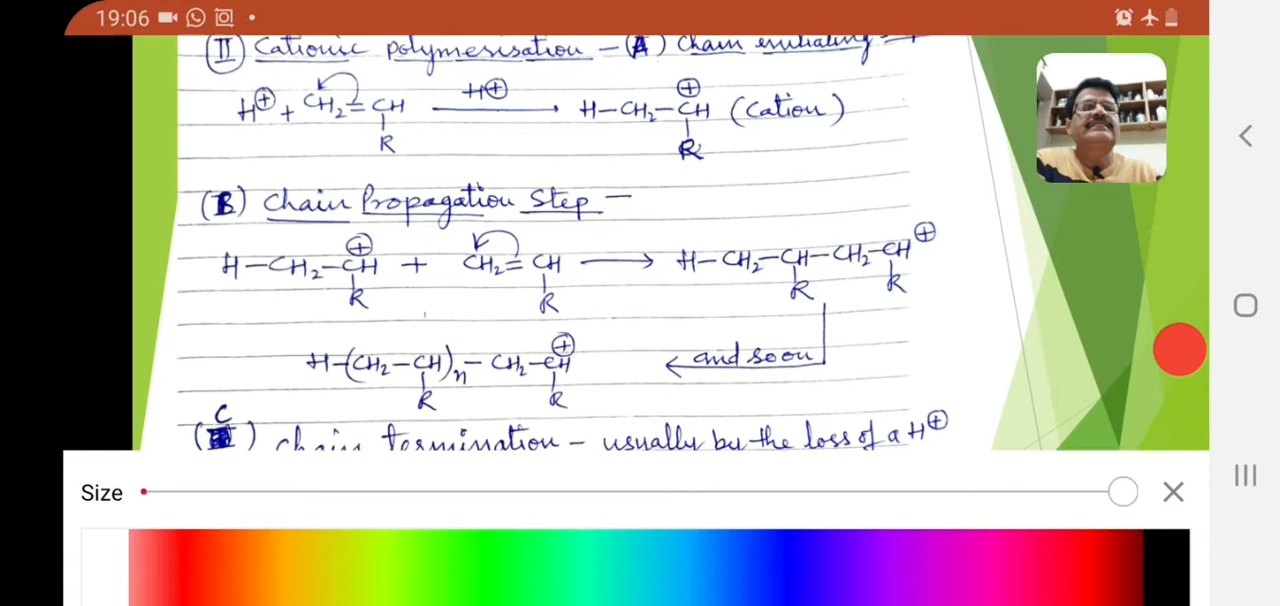 19:06
(II) Cationic polymerisation – (A) Chain initiating –
H⊕ + CH2=CH H⊕ → H–CH2–CH⊕ (Cation)
R R
(B) Chain Propagation Step –
H–CH2–CH⊕ + CH2=CH → H–CH2–CH–CH2–CH⊕
R R R R
H–(CH2–CH)n–CH2–CH⊕ ← and so on
R R
(C) chain termination – usually by the loss of a H⊕
Size